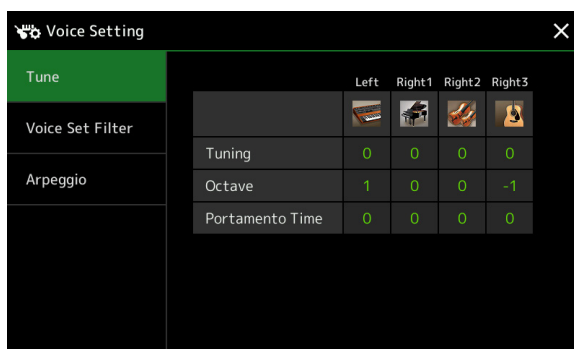 Voice Setting
Tune
Voice Set Filter
Arpeggio
Left Right1 Right2 Right3
Tuning 0 0 0 0
Octave 1 0 0 -1
Portamento Time 0 0 0 0